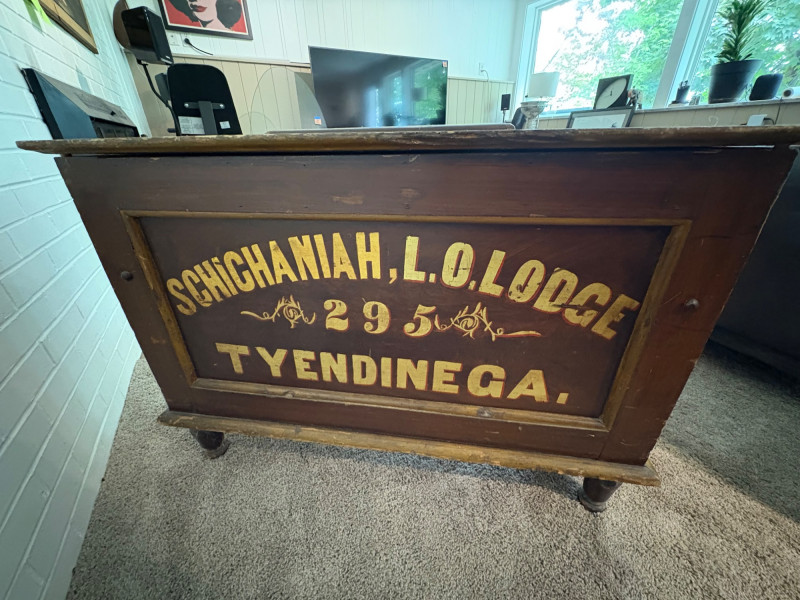 SCHICHANIAH, L.O. LODGE
295
TYENDINEGA.